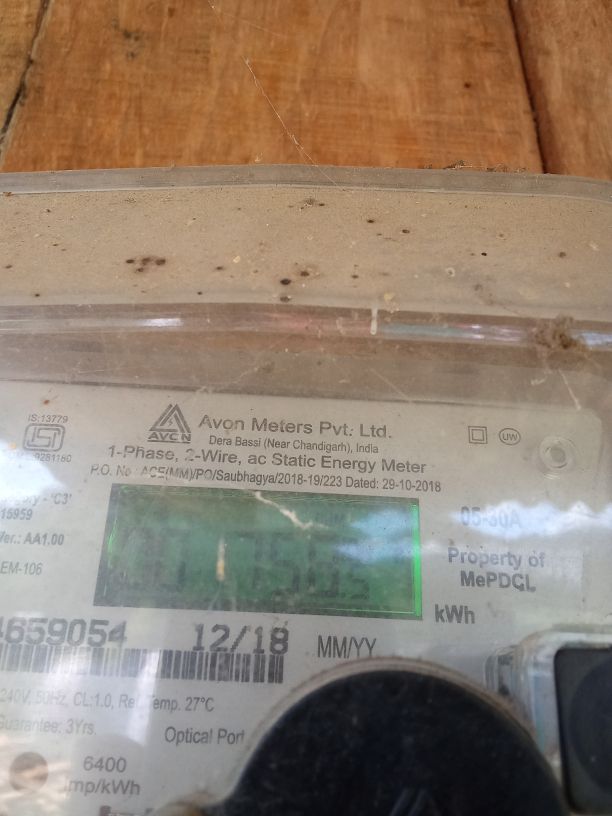 IS:13779
ISI
AVON
Avon Meters Pvt. Ltd.
Dera Bassi (Near Chandigarh), India
UW
1-Phase, 2-Wire, ac Static Energy Meter
P.O. No : ACE(MM)/PO/Saubhagya/2018-19/223 Dated: 29-10-2018
'C3'
15959
Ver.: AA1.00
EM-106
05-30A
Property of
MePDCL
kWh
4659054
12/18
MM/YY
240V, 50Hz, CL:1.0, Ref. Temp. 27°C
Guarantee: 3Yrs
Optical Port
6400
Imp/kWh